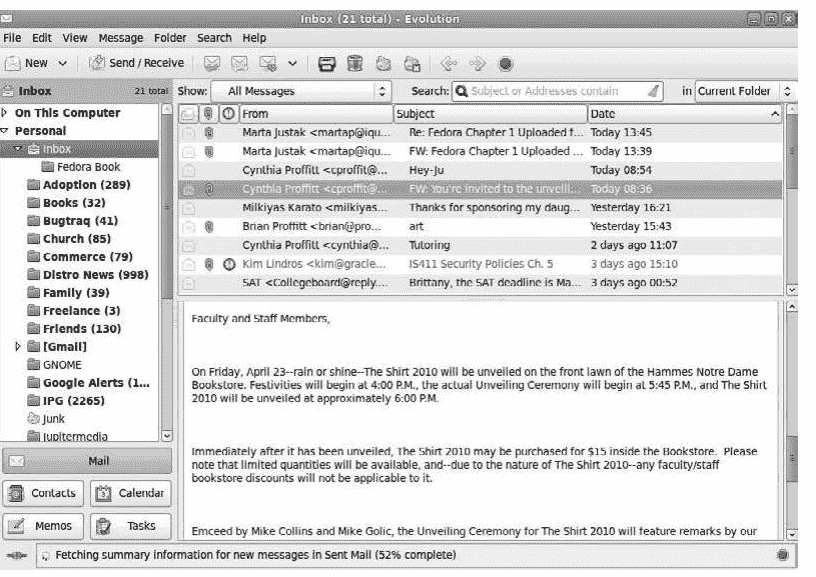 Inbox (21 total) - Evolution
File Edit View Message Folder Search Help
New Send / Receive
Inbox 21 total
Show: All Messages Search: Subject or Addresses contain in Current Folder
On This Computer
Personal
Inbox
Fedora Book
Adoption (289)
Books (32)
Bugtraq (41)
Church (85)
Commerce (79)
Distro News (998)
Family (39)
Freelance (3)
Friends (130)
[Gmail]
GNOME
Google Alerts (1...
IPG (2265)
Junk
Jupitermedia
Mail
Contacts Calendar
Memos Tasks
From Subject Date
Marta Justak <martap@iqu... Re: Fedora Chapter 1 Uploaded f... Today 13:45
Marta Justak <martap@iqu... FW: Fedora Chapter 1 Uploaded ... Today 13:39
Cynthia Proffitt <cproffit@... Hey-Ju Today 08:54
Cynthia Proffitt <cproffit@... FW: You're invited to the unveili... Today 08:36
Milkiyas Karato <milkiyas... Thanks for sponsoring my daug... Yesterday 16:21
Brian Proffitt <brian@pro... art Yesterday 15:43
Cynthia Proffitt <cynthia@... Tutoring 2 days ago 11:07
Kim Lindros <kim@gracie... IS411 Security Policies Ch. 5 3 days ago 15:10
SAT <Collegeboard@reply.... Brittany, the SAT deadline is Ma... 3 days ago 00:52
Faculty and Staff Members,
On Friday, April 23--rain or shine--The Shirt 2010 will be unveiled on the front lawn of the Hammes Notre Dame
Bookstore. Festivities will begin at 4:00 P.M., the actual Unveiling Ceremony will begin at 5:45 P.M., and The Shirt
2010 will be unveiled at approximately 6:00 P.M.
Immediately after it has been unveiled, The Shirt 2010 may be purchased for $15 inside the Bookstore. Please
note that limited quantities will be available, and--due to the nature of The Shirt 2010--any faculty/staff
bookstore discounts will not be applicable to it.
Emceed by Mike Collins and Mike Golic, the Unveiling Ceremony for The Shirt 2010 will feature remarks by our
Fetching summary information for new messages in Sent Mail (52% complete)